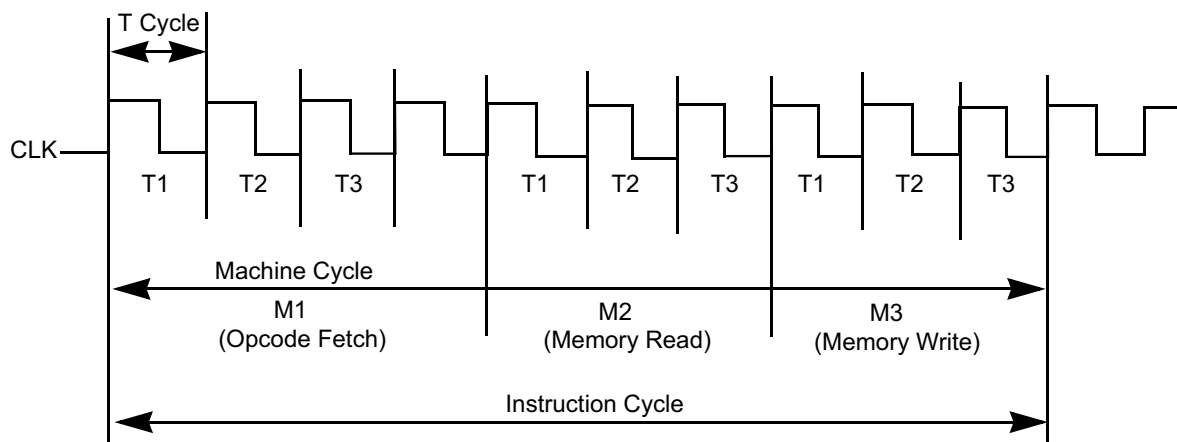 T Cycle
CLK
T1 T2 T3 T1 T2 T3 T1 T2 T3
Machine Cycle
M1 M2 M3
(Opcode Fetch) (Memory Read) (Memory Write)
Instruction Cycle